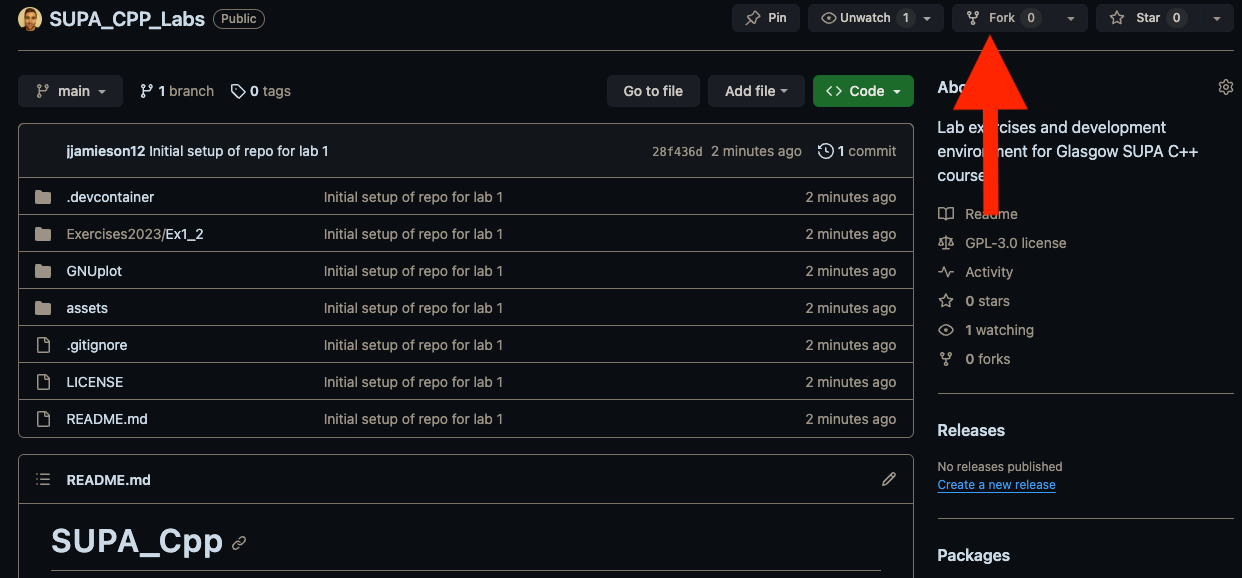 SUPA_CPP_Labs Public Pin Unwatch 1 Fork 0 Star 0
main 1 branch 0 tags Go to file Add file Code
jjamieson12 Initial setup of repo for lab 1 28f436d 2 minutes ago 1 commit
.devcontainer Initial setup of repo for lab 1 2 minutes ago
Exercises2023/Ex1_2 Initial setup of repo for lab 1 2 minutes ago
GNUplot Initial setup of repo for lab 1 2 minutes ago
assets Initial setup of repo for lab 1 2 minutes ago
.gitignore Initial setup of repo for lab 1 2 minutes ago
LICENSE Initial setup of repo for lab 1 2 minutes ago
README.md Initial setup of repo for lab 1 2 minutes ago
README.md
SUPA_Cpp
Lab exercises and development
environment for Glasgow SUPA C++
course
Readme
GPL-3.0 license
Activity
0 stars
1 watching
0 forks
Releases
No releases published
Create a new release
Packages